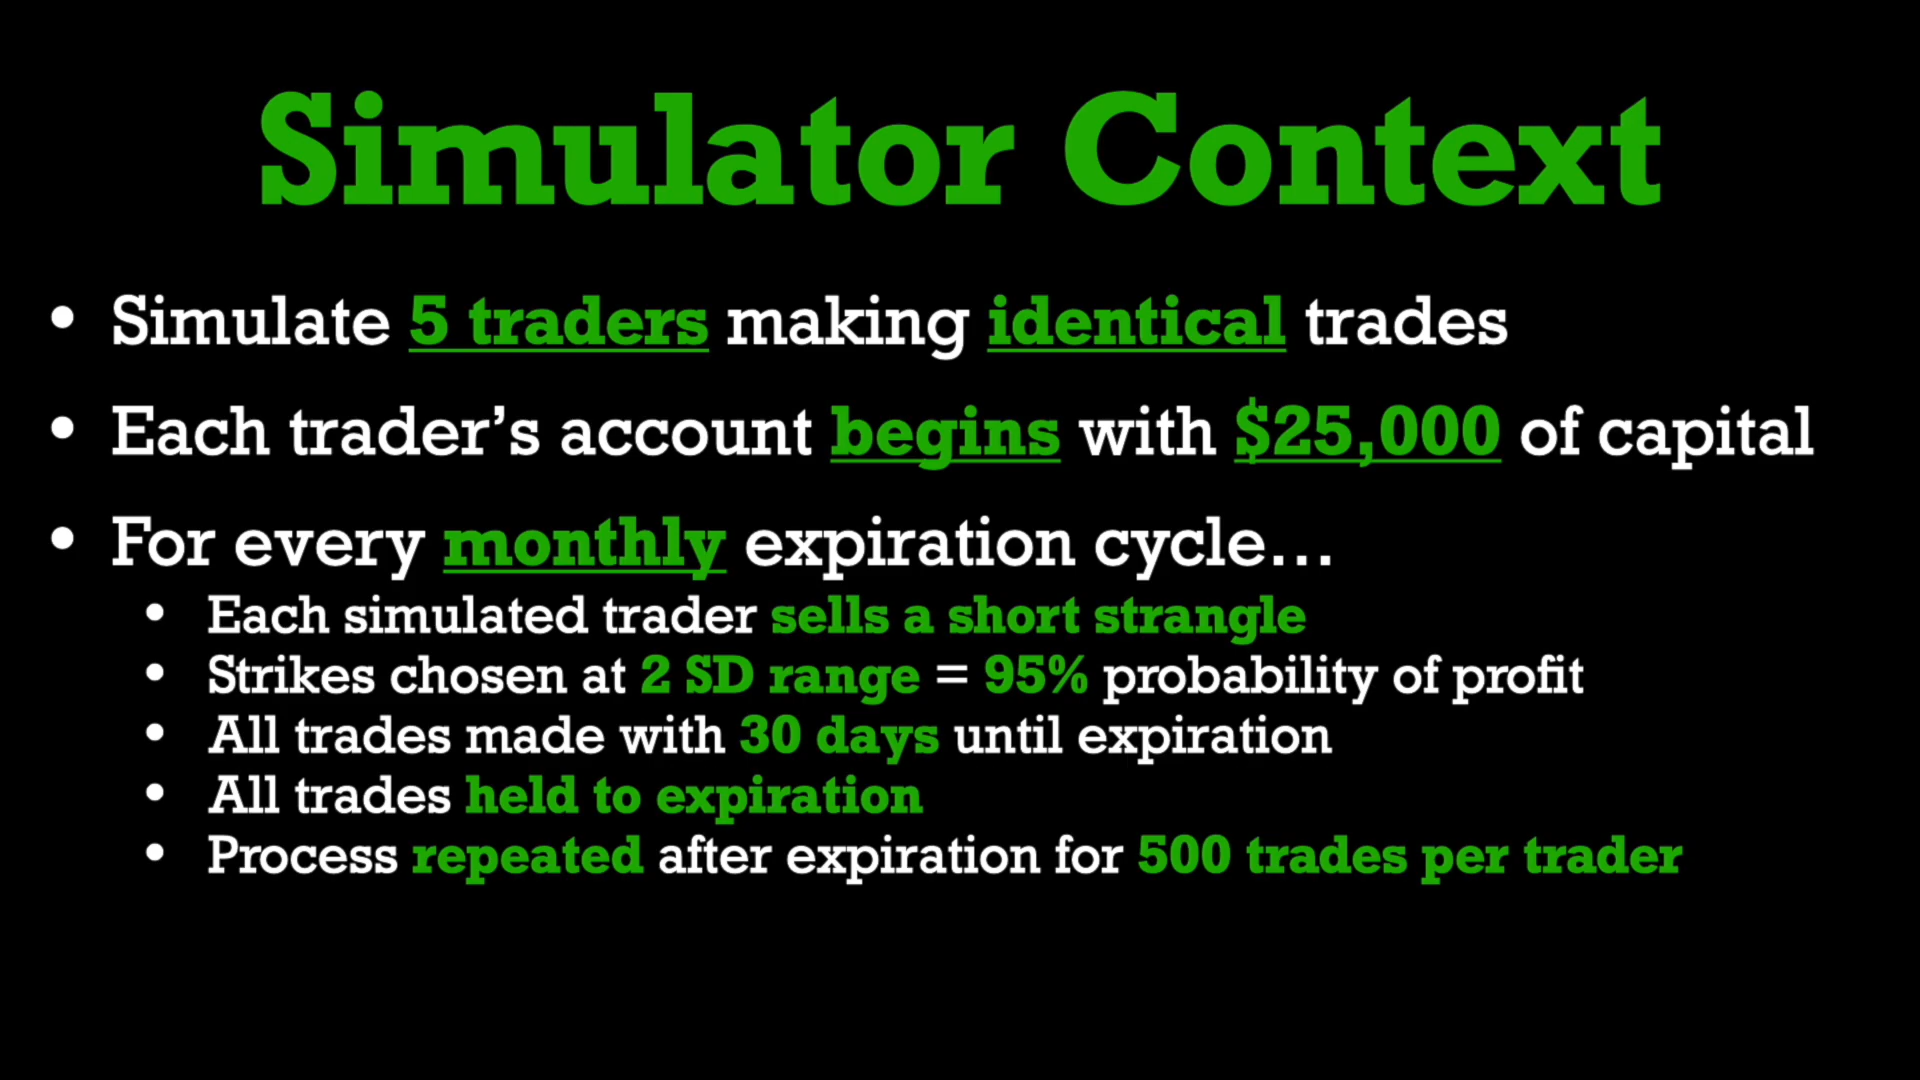 Simulator Context
• Simulate 5 traders making identical trades
• Each trader’s account begins with $25,000 of capital
• For every monthly expiration cycle…
• Each simulated trader sells a short strangle
• Strikes chosen at 2 SD range = 95% probability of profit
• All trades made with 30 days until expiration
• All trades held to expiration
• Process repeated after expiration for 500 trades per trader